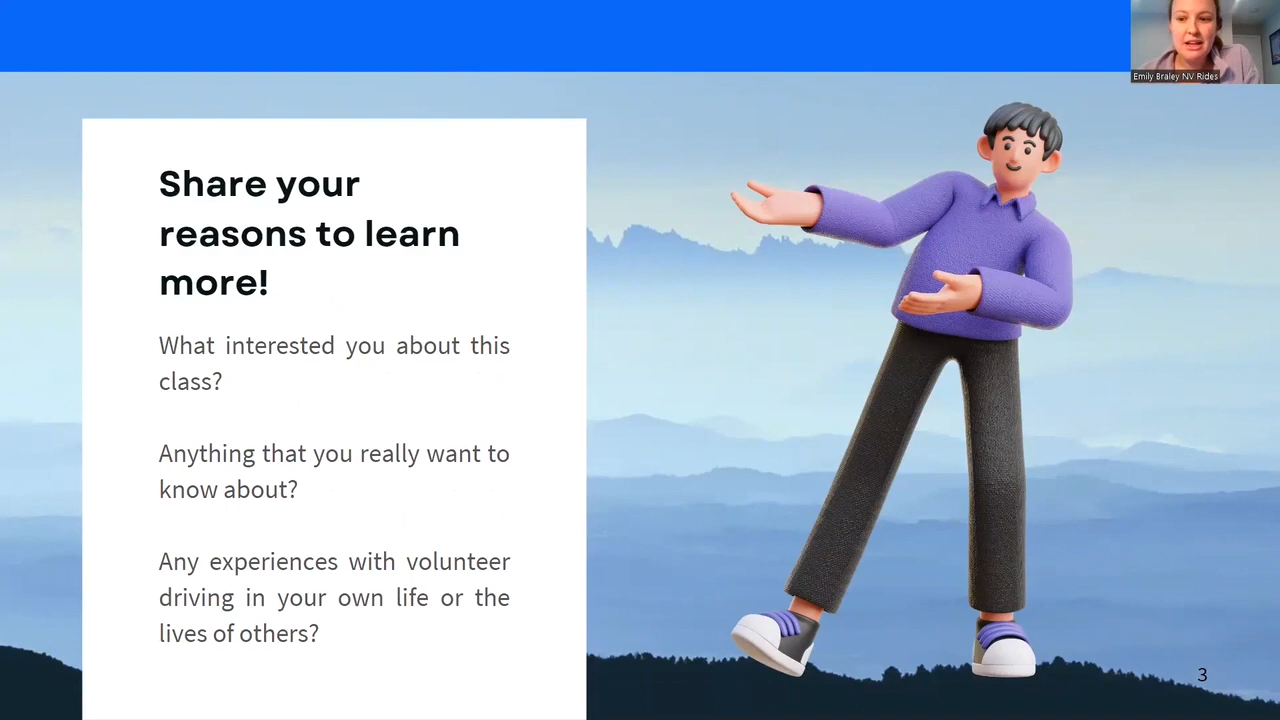 Emily Braley NV Rides
Share your
reasons to learn
more!
What interested you about this
class?
Anything that you really want to
know about?
Any experiences with volunteer
driving in your own life or the
lives of others?
3